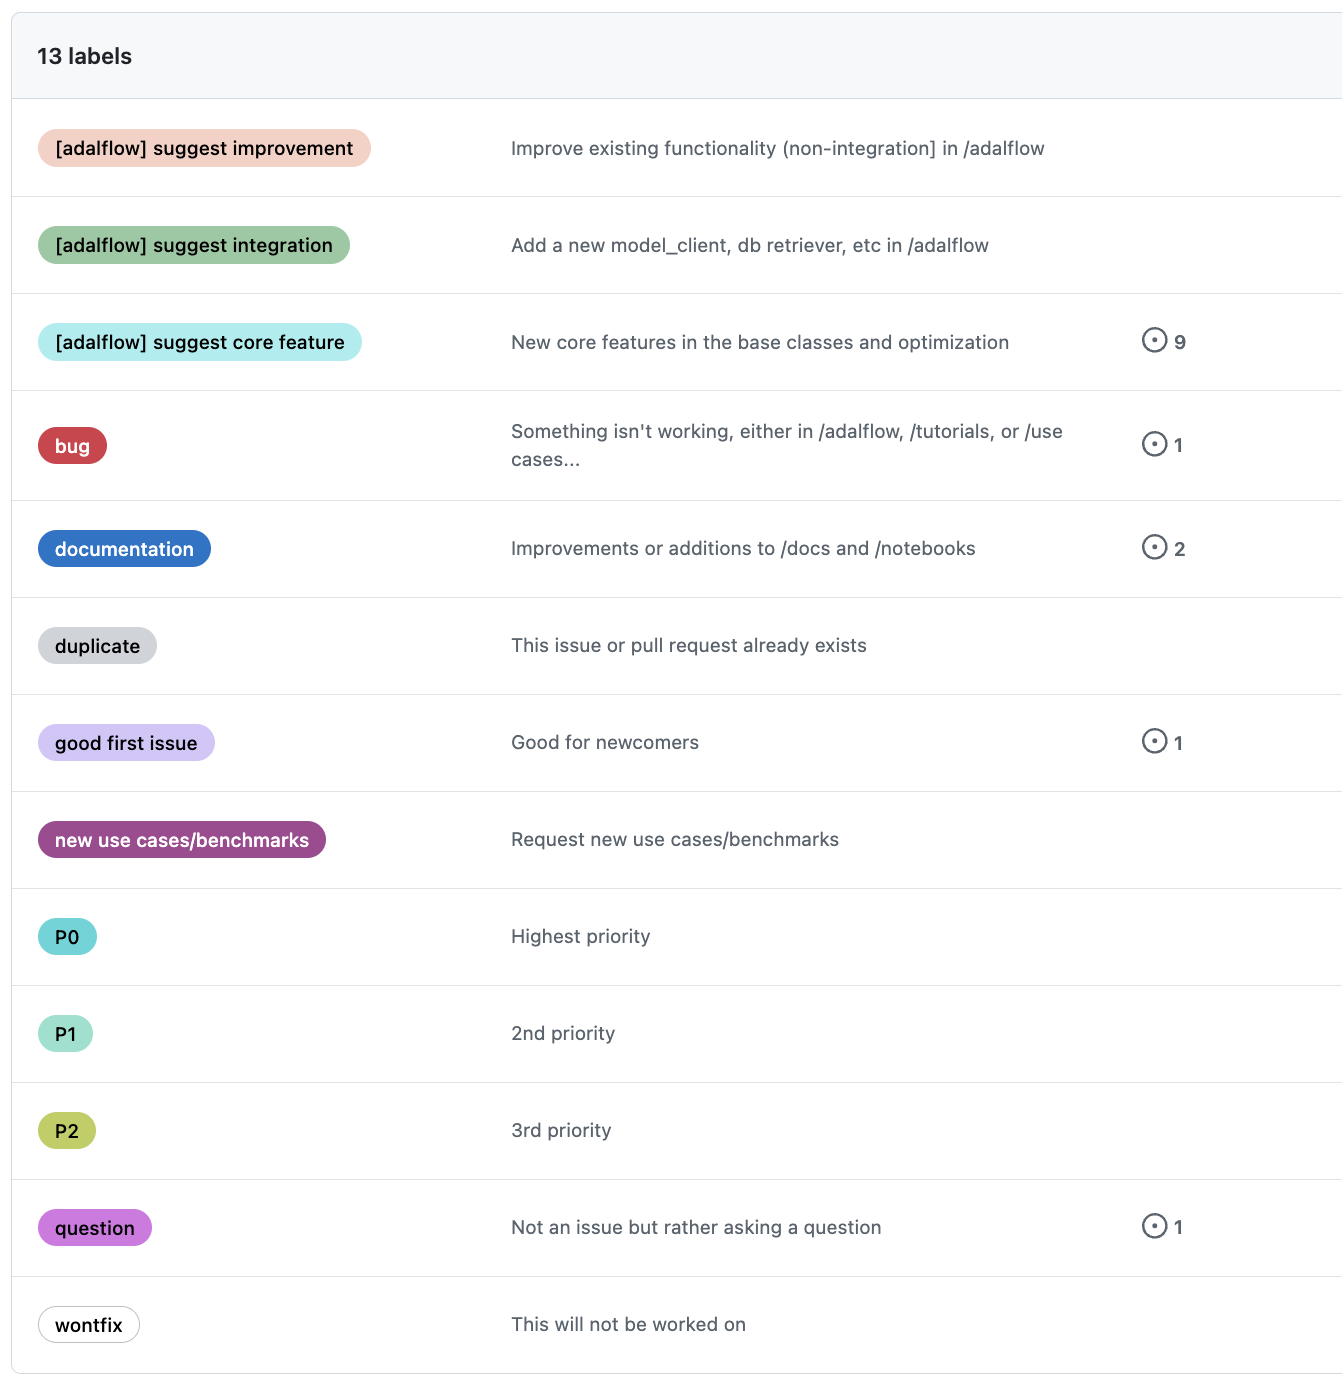 13 labels
[adalflow] suggest improvement Improve existing functionality (non-integration] in /adalflow
[adalflow] suggest integration Add a new model_client, db retriever, etc in /adalflow
[adalflow] suggest core feature New core features in the base classes and optimization 9
bug Something isn't working, either in /adalflow, /tutorials, or /use
cases... 1
documentation Improvements or additions to /docs and /notebooks 2
duplicate This issue or pull request already exists
good first issue Good for newcomers 1
new use cases/benchmarks Request new use cases/benchmarks
P0 Highest priority
P1 2nd priority
P2 3rd priority
question Not an issue but rather asking a question 1
wontfix This will not be worked on